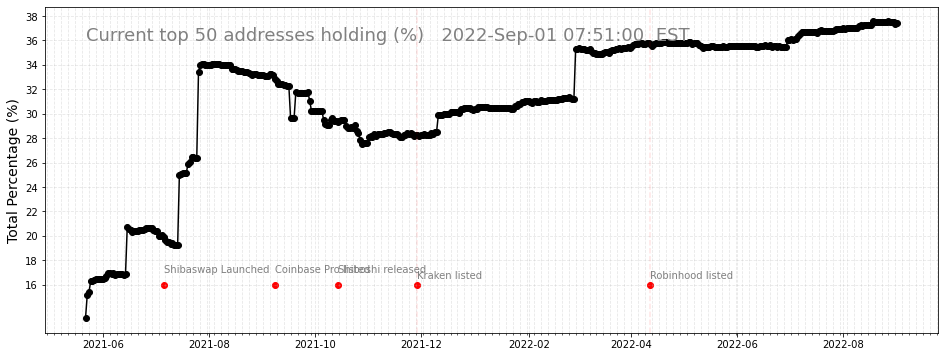 Current top 50 addresses holding (%)   2022-Sep-01 07:51:00  EST
Total Percentage (%)
38
36
34
32
30
28
26
24
22
20
18
16
Shibaswap Launched
Coinbase Pro listed
Shiboshi released
Kraken listed
Robinhood listed
2021-06
2021-08
2021-10
2021-12
2022-02
2022-04
2022-06
2022-08